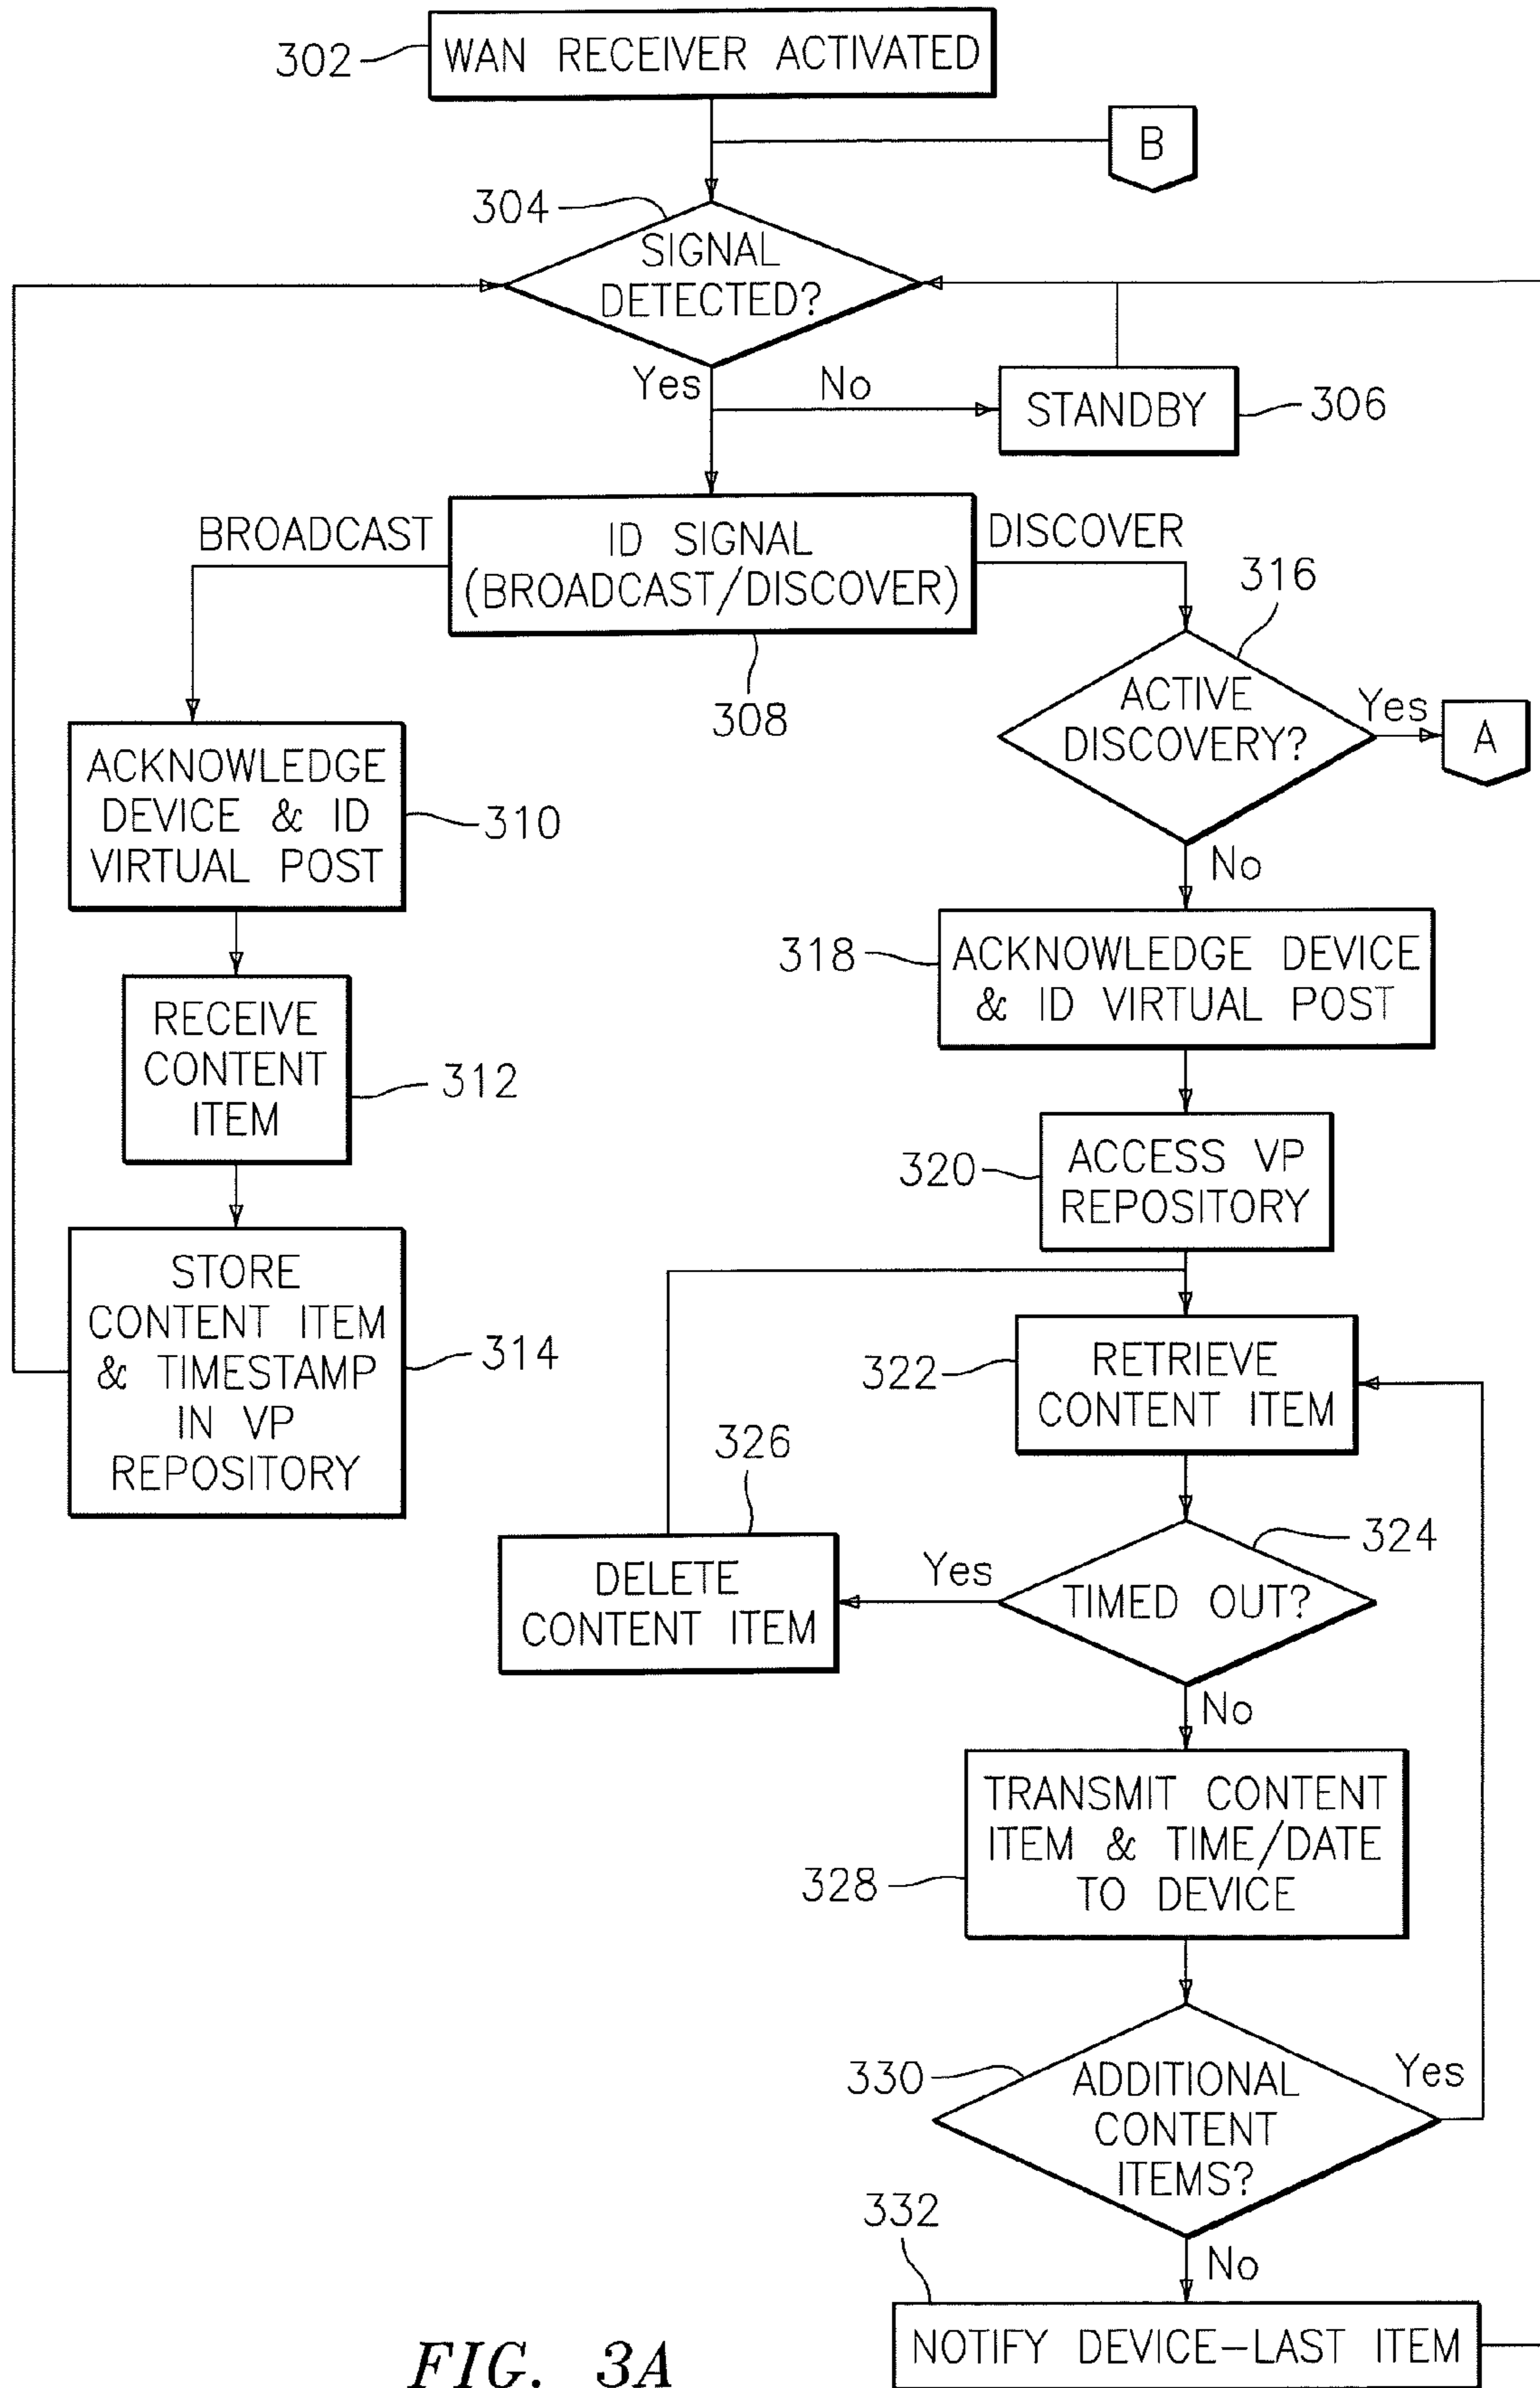 302
WAN RECEIVER ACTIVATED
B
304
SIGNAL
DETECTED?
Yes
No
STANDBY
306
BROADCAST
ID SIGNAL
(BROADCAST/DISCOVER)
DISCOVER
308
316
ACTIVE
DISCOVERY?
Yes
A
No
ACKNOWLEDGE
DEVICE & ID
VIRTUAL POST
310
RECEIVE
CONTENT
ITEM
312
STORE
CONTENT ITEM
& TIMESTAMP
IN VP
REPOSITORY
314
318
ACKNOWLEDGE DEVICE
& ID VIRTUAL POST
320
ACCESS VP
REPOSITORY
322
RETRIEVE
CONTENT ITEM
326
DELETE
CONTENT ITEM
Yes
324
TIMED OUT?
No
328
TRANSMIT CONTENT
ITEM & TIME/DATE
TO DEVICE
330
ADDITIONAL
CONTENT
ITEMS?
Yes
No
332
NOTIFY DEVICE-LAST ITEM
FIG. 3A